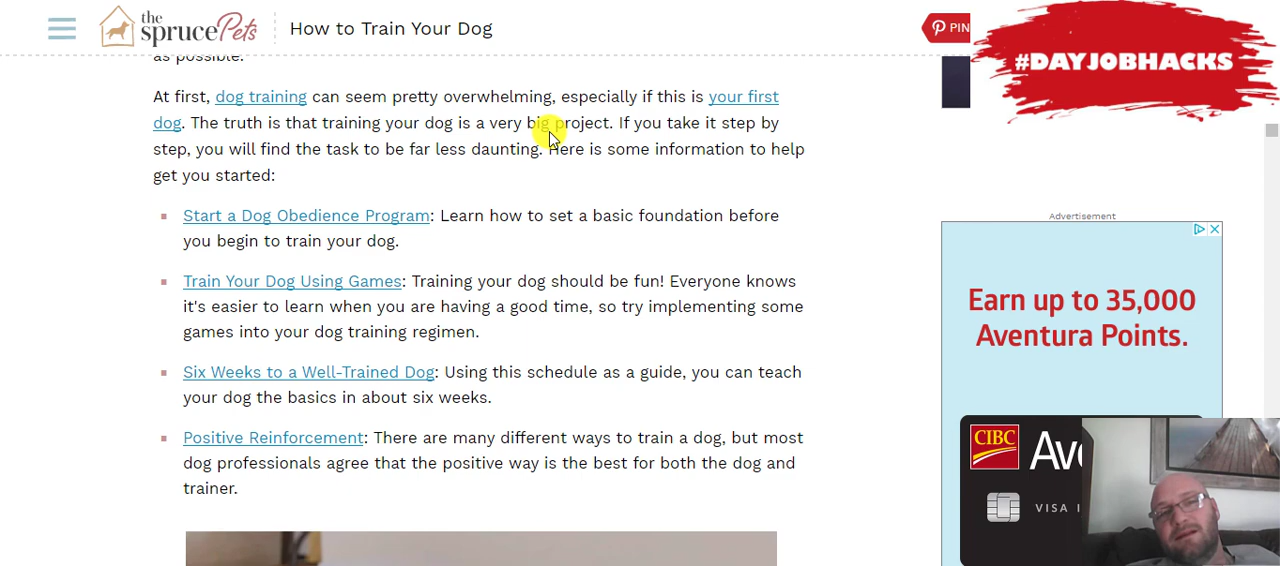 the sprucePets
How to Train Your Dog
PIN
#DAYJOBHACKS
as possible.
At first, dog training can seem pretty overwhelming, especially if this is your first
dog. The truth is that training your dog is a very big project. If you take it step by
step, you will find the task to be far less daunting. Here is some information to help
get you started:
Start a Dog Obedience Program: Learn how to set a basic foundation before
you begin to train your dog.
Train Your Dog Using Games: Training your dog should be fun! Everyone knows
it's easier to learn when you are having a good time, so try implementing some
games into your dog training regimen.
Six Weeks to a Well-Trained Dog: Using this schedule as a guide, you can teach
your dog the basics in about six weeks.
Positive Reinforcement: There are many different ways to train a dog, but most
dog professionals agree that the positive way is the best for both the dog and
trainer.
Advertisement
Earn up to 35,000
Aventura Points.
CIBC
Av
VISA I